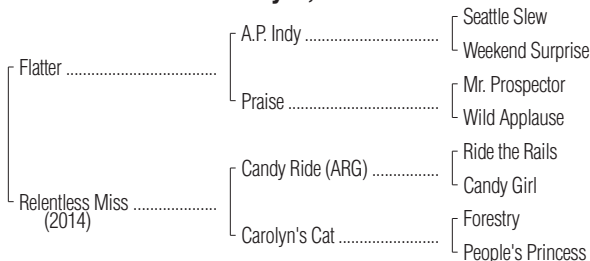 Seattle Slew
A.P. Indy ................................
Weekend Surprise
Flatter ....................................
Mr. Prospector
Praise ....................................
Wild Applause
Ride the Rails
Candy Ride (ARG) ................
Candy Girl
Relentless Miss ....................
(2014)
Forestry
Carolyn's Cat ........................
People's Princess